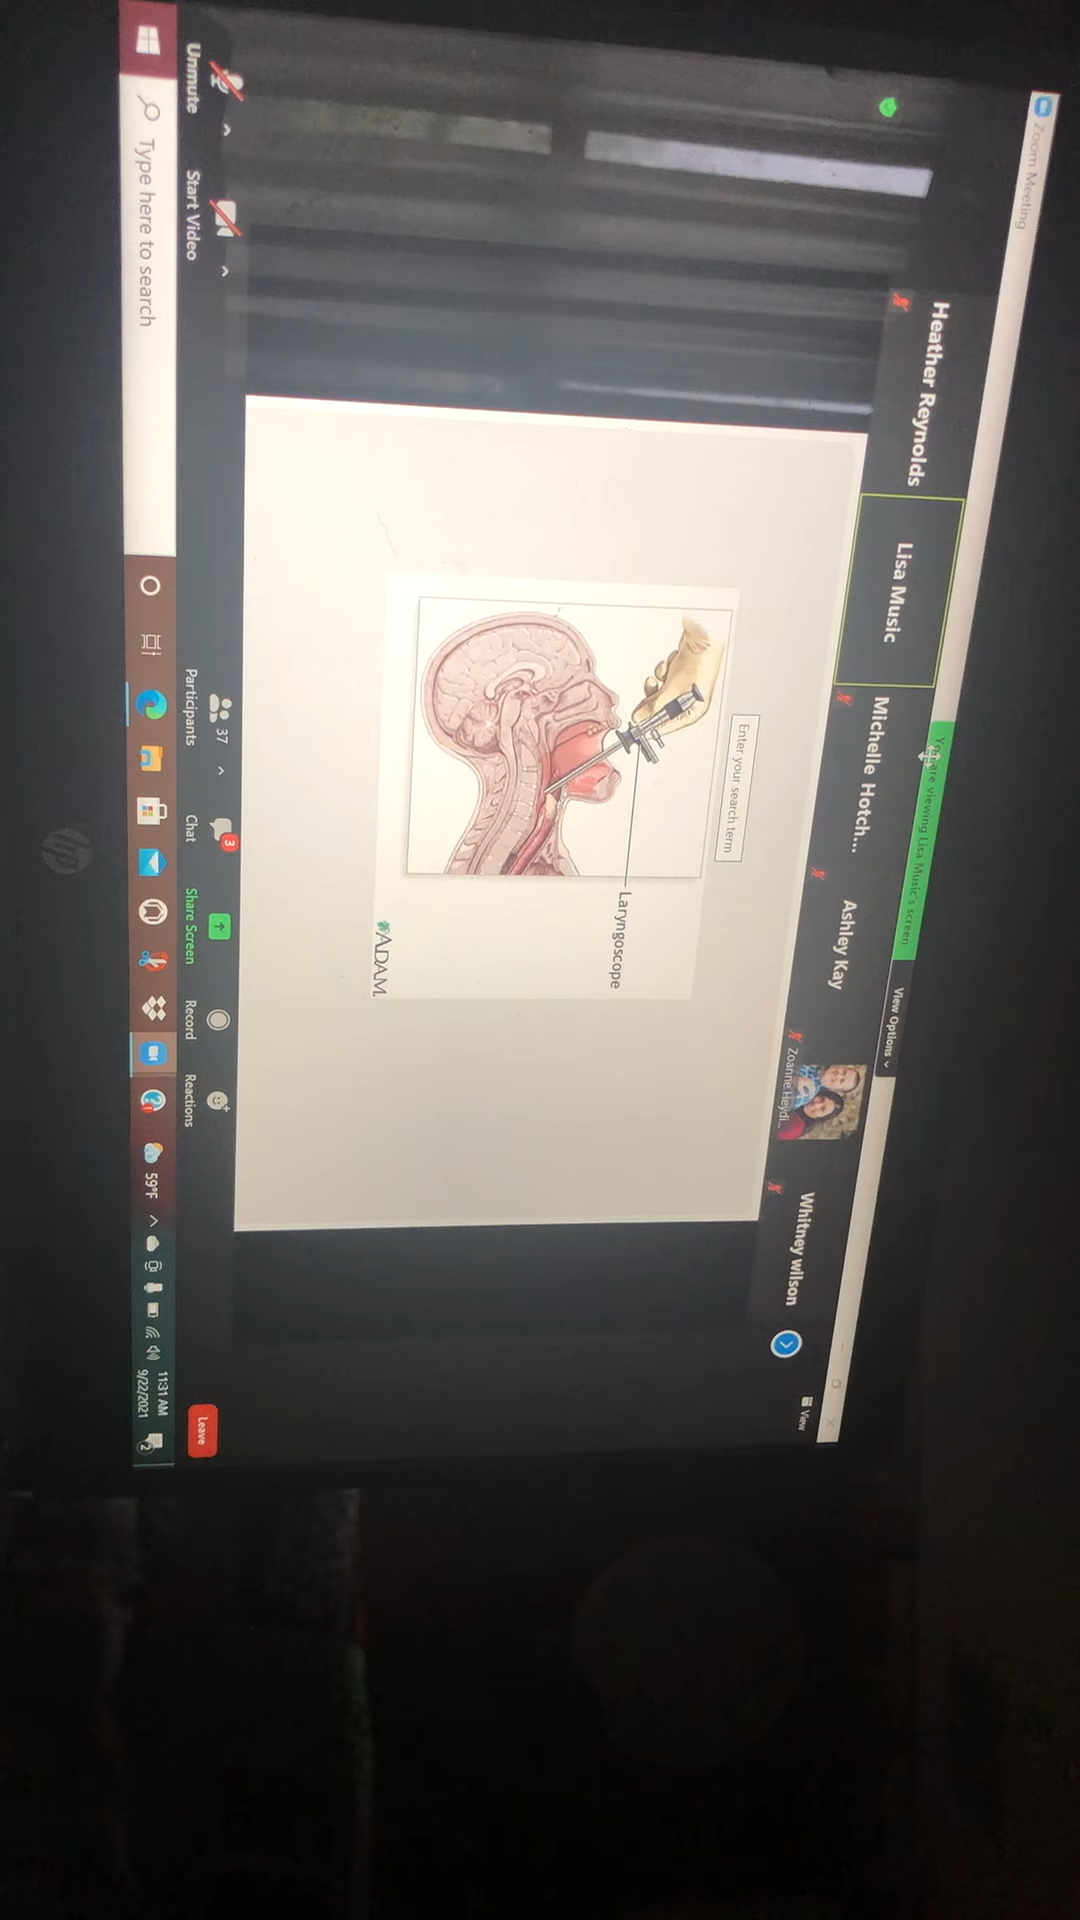 Zoom Meeting
You are viewing Lisa Music's screen
View Options
View
Heather Reynolds
Lisa Music
Michelle Hotch...
Ashley Kay
Zoanne Heydi...
Whitney wilson
Enter your search term
Laryngoscope
ADAM.
Unmute
Start Video
Participants
37
Chat
3
Share Screen
Record
Reactions
Leave
Type here to search
59°F
11:31 AM
9/22/2021
2
hp